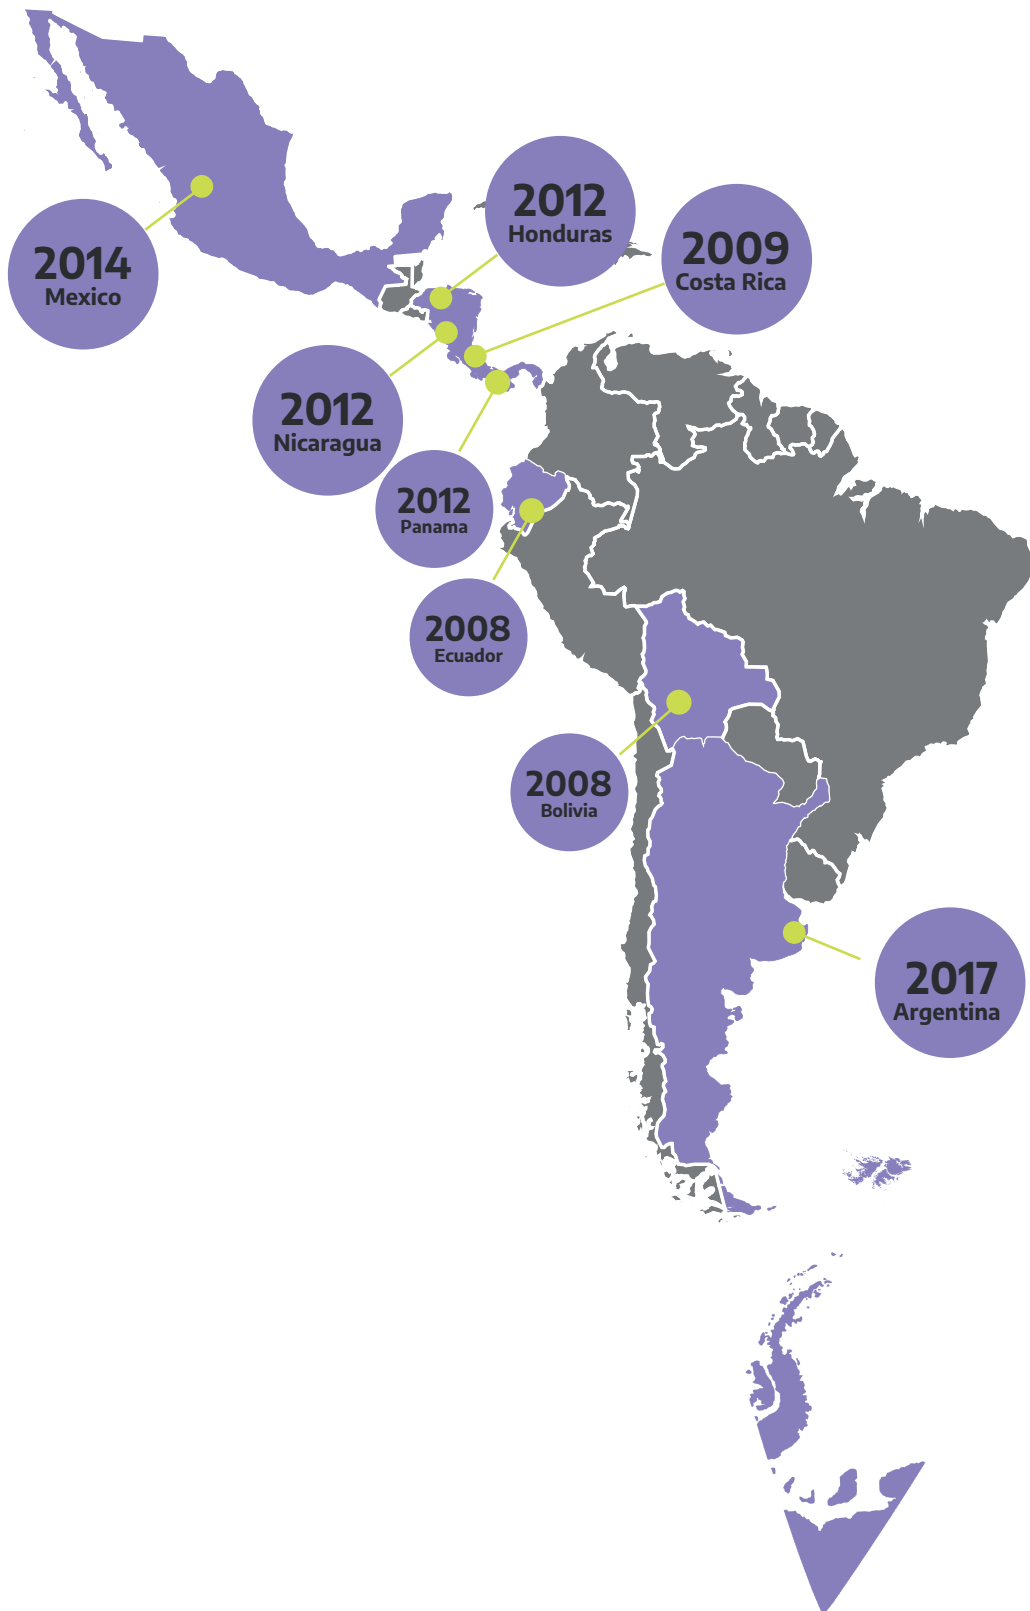 2012
Honduras
2009
Costa Rica
2014
Mexico
2012
Nicaragua
2012
Panama
2008
Ecuador
2008
Bolivia
2017
Argentina